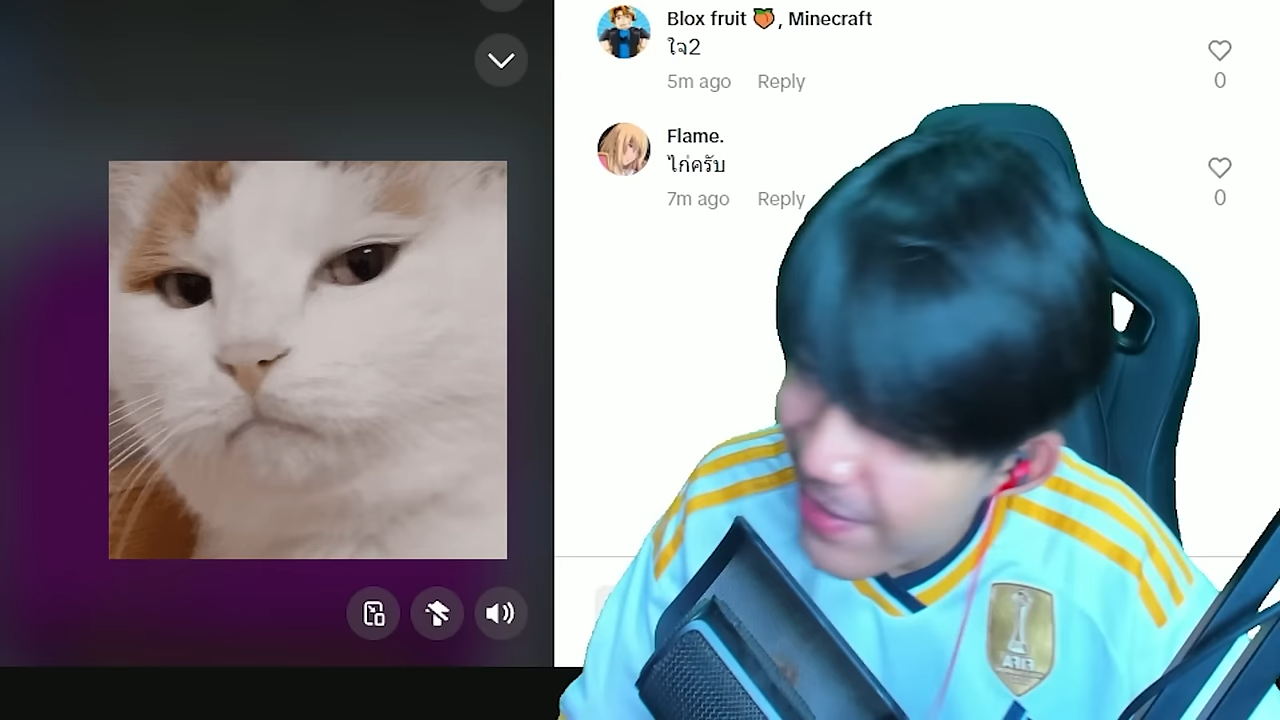 Blox fruit 🍑, Minecraft
ใจ2
5m ago Reply
0
Flame.
ไก่ครับ
7m ago Reply
0
FIFA